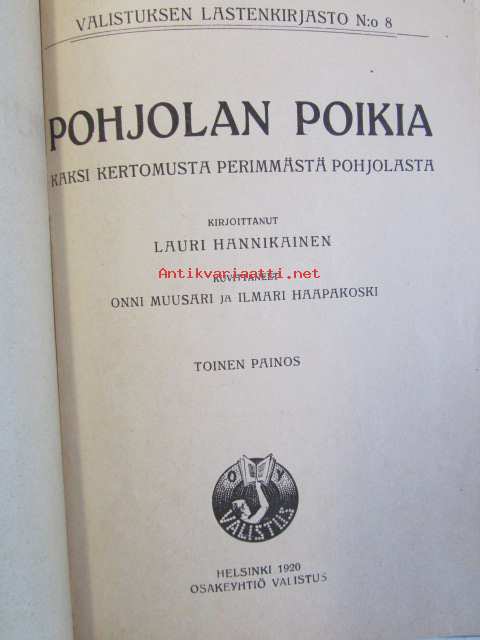 VALISTUKSEN LASTENKIRJASTO N:o 8
POHJOLAN POIKIA
KAKSI KERTOMUSTA PERIMMÄSTÄ POHJOLASTA
KIRJOITTANUT
LAURI HANNIKAINEN
Antikvariaatti.net
KUVITTANEET
ONNI MUUSARI JA ILMARI HAAPAKOSKI
TOINEN PAINOS
O Y
VALISTUS
HELSINKI 1920
OSAKEYHTIÖ VALISTUS